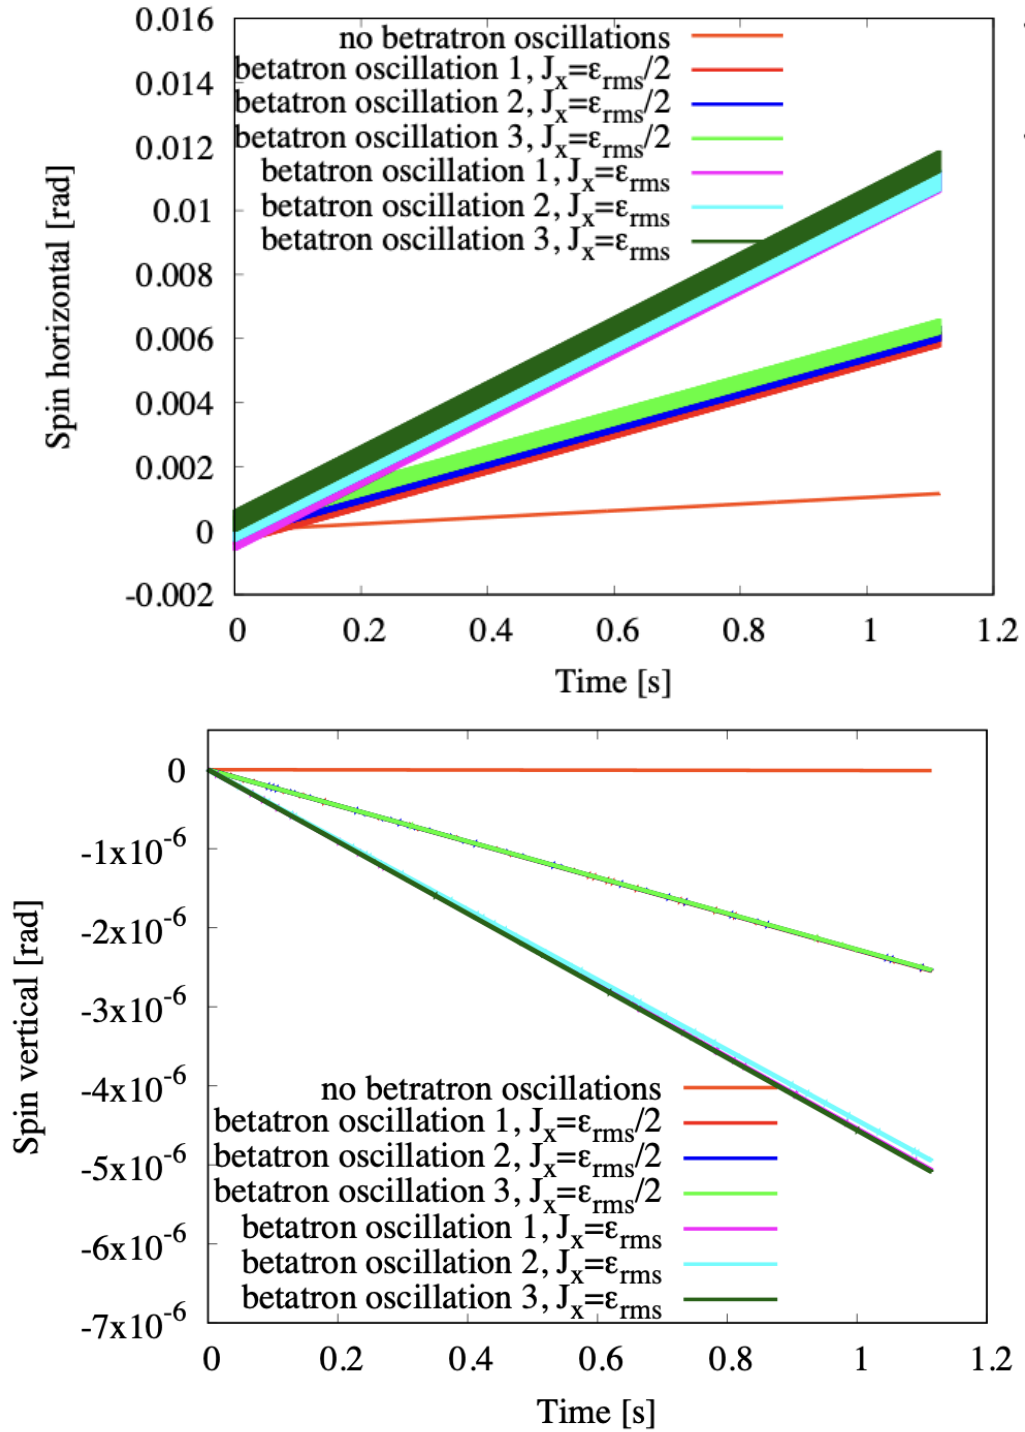 0.016
no betratron oscillations
0.014
betatron oscillation 1, Jx=εrms/2
betatron oscillation 2, Jx=εrms/2
0.012
betatron oscillation 3, Jx=εrms/2
betatron oscillation 1, Jx=εrms
0.01
betatron oscillation 2, Jx=εrms
betatron oscillation 3, Jx=εrms
0.008
0.006
0.004
0.002
0
-0.002
Spin horizontal [rad]
0 0.2 0.4 0.6 0.8 1 1.2
Time [s]
0
-1x10-6
-2x10-6
-3x10-6
-4x10-6
no betratron oscillations
betatron oscillation 1, Jx=εrms/2
-5x10-6
betatron oscillation 2, Jx=εrms/2
betatron oscillation 3, Jx=εrms/2
-6x10-6
betatron oscillation 1, Jx=εrms
betatron oscillation 2, Jx=εrms
betatron oscillation 3, Jx=εrms
-7x10-6
Spin vertical [rad]
0 0.2 0.4 0.6 0.8 1 1.2
Time [s]